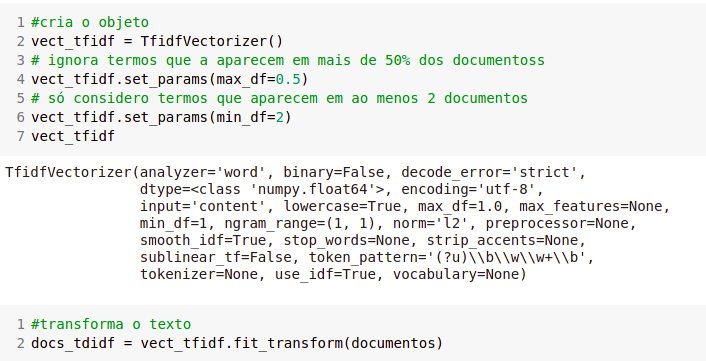 1 #cria o objeto
2 vect_tfidf = TfidfVectorizer()
3 # ignora termos que a aparecem em mais de 50% dos documentoss
4 vect_tfidf.set_params(max_df=0.5)
5 # só considero termos que aparecem em ao menos 2 documentos
6 vect_tfidf.set_params(min_df=2)
7 vect_tfidf
TfidfVectorizer(analyzer='word', binary=False, decode_error='strict',
dtype=<class 'numpy.float64'>, encoding='utf-8',
input='content', lowercase=True, max_df=1.0, max_features=None,
min_df=1, ngram_range=(1, 1), norm='l2', preprocessor=None,
smooth_idf=True, stop_words=None, strip_accents=None,
sublinear_tf=False, token_pattern='(?u)\\b\\w\\w+\\b',
tokenizer=None, use_idf=True, vocabulary=None)
1 #transforma o texto
2 docs_tdidf = vect_tfidf.fit_transform(documentos)